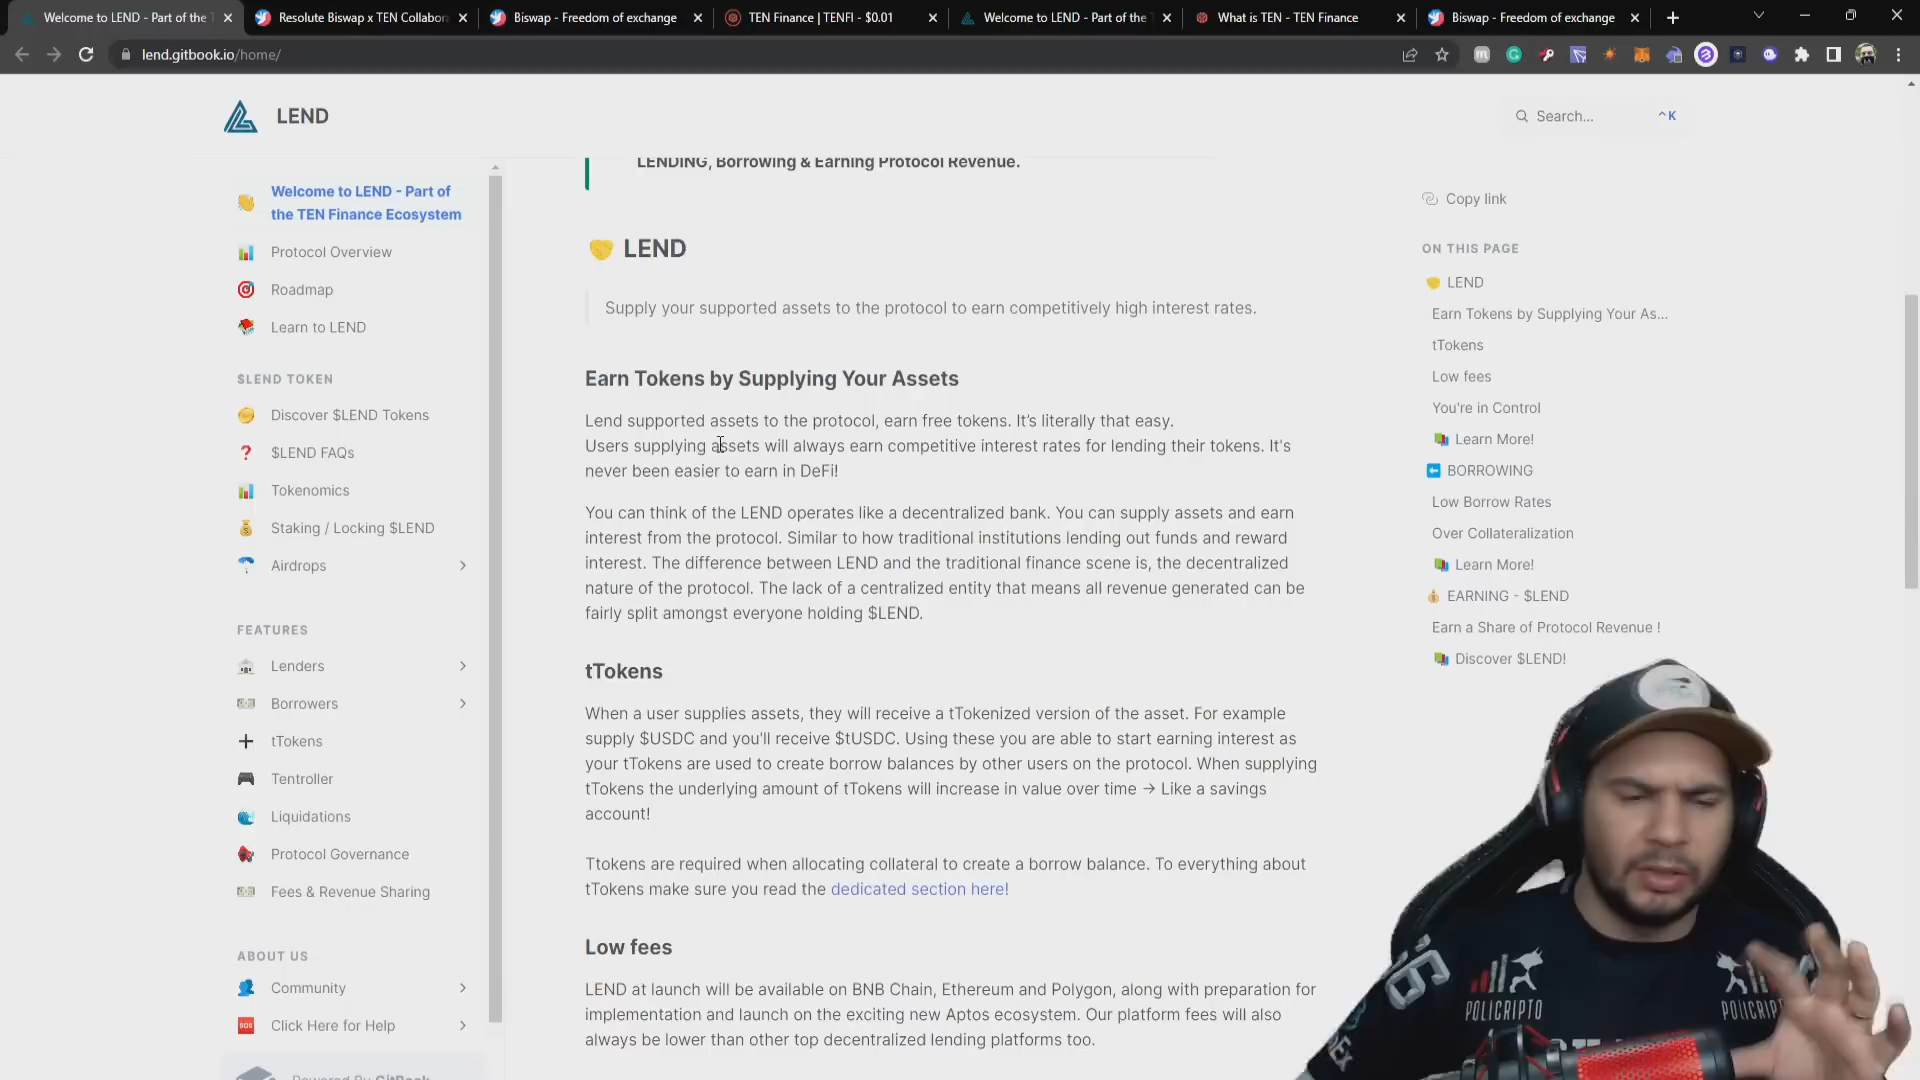 Welcome to LEND - Part of the T
Resolute Biswap x TEN Collabora
Biswap - Freedom of exchange
TEN Finance | TENFI - $0.01
Welcome to LEND - Part of the T
What is TEN - TEN Finance
Biswap - Freedom of exchange
lend.gitbook.io/home/
LEND
Search...
^K
Welcome to LEND - Part of
the TEN Finance Ecosystem
Protocol Overview
Roadmap
Learn to LEND
$LEND TOKEN
Discover $LEND Tokens
$LEND FAQs
Tokenomics
Staking / Locking $LEND
Airdrops
FEATURES
Lenders
Borrowers
tTokens
Tentroller
Liquidations
Protocol Governance
Fees & Revenue Sharing
ABOUT US
Community
Click Here for Help
Powered By GitBook
LENDING, Borrowing & Earning Protocol Revenue.
LEND
Supply your supported assets to the protocol to earn competitively high interest rates.
Earn Tokens by Supplying Your Assets
Lend supported assets to the protocol, earn free tokens. It's literally that easy.
Users supplying assets will always earn competitive interest rates for lending their tokens. It's
never been easier to earn in DeFi!
You can think of the LEND operates like a decentralized bank. You can supply assets and earn
interest from the protocol. Similar to how traditional institutions lending out funds and reward
interest. The difference between LEND and the traditional finance scene is, the decentralized
nature of the protocol. The lack of a centralized entity that means all revenue generated can be
fairly split amongst everyone holding $LEND.
tTokens
When a user supplies assets, they will receive a tTokenized version of the asset. For example
supply $USDC and you'll receive $tUSDC. Using these you are able to start earning interest as
your tTokens are used to create borrow balances by other users on the protocol. When supplying
tTokens the underlying amount of tTokens will increase in value over time → Like a savings
account!
Ttokens are required when allocating collateral to create a borrow balance. To everything about
tTokens make sure you read the dedicated section here!
Low fees
LEND at launch will be available on BNB Chain, Ethereum and Polygon, along with preparation for
implementation and launch on the exciting new Aptos ecosystem. Our platform fees will also
always be lower than other top decentralized lending platforms too.
Copy link
ON THIS PAGE
LEND
Earn Tokens by Supplying Your As...
tTokens
Low fees
You're in Control
Learn More!
BORROWING
Low Borrow Rates
Over Collateralization
Learn More!
EARNING - $LEND
Earn a Share of Protocol Revenue !
Discover $LEND!
POLICRIPTO
POLICRIPTO